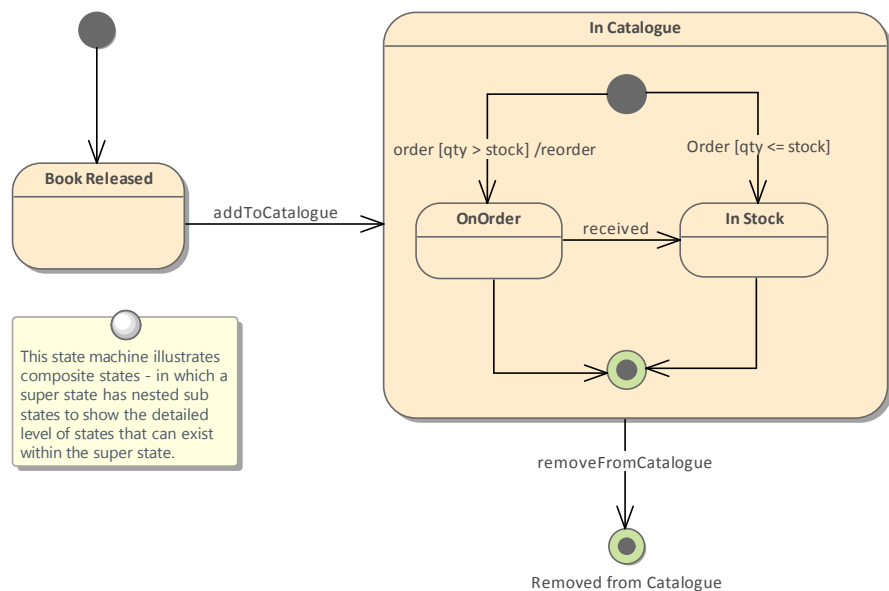 In Catalogue
order [qty > stock] /reorder
Order [qty <= stock]
Book Released
addToCatalogue
OnOrder
received
In Stock
This state machine illustrates
composite states - in which a
super state has nested sub
states to show the detailed
level of states that can exist
within the super state.
removeFromCatalogue
Removed from Catalogue